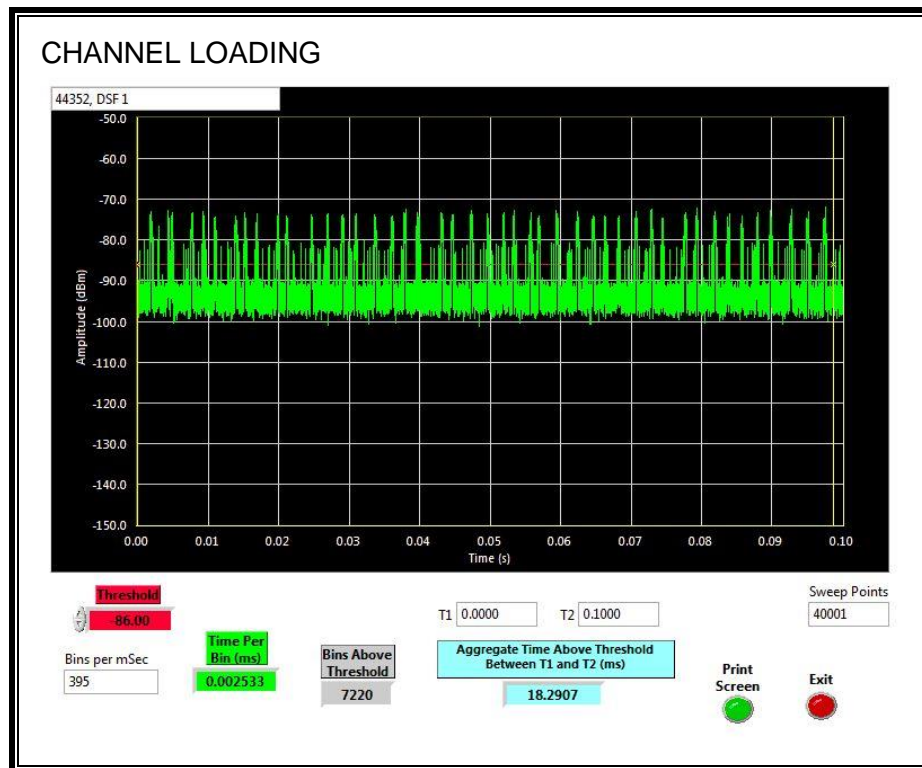 CHANNEL LOADING
44352, DSF 1
-50.0
-60.0
-70.0
-80.0
-90.0
-100.0
-110.0
-120.0
-130.0
-140.0
-150.0
Amplitude (dBm)
0.00 0.01 0.02 0.03 0.04 0.05 0.06 0.07 0.08 0.09 0.10
Time (s)
Threshold
-86.00
Bins per mSec
395
Time Per
Bin (ms)
0.002533
Bins Above
Threshold
7220
T1 0.0000 T2 0.1000
Aggregate Time Above Threshold
Between T1 and T2 (ms)
18.2907
Sweep Points
40001
Print
Screen
Exit